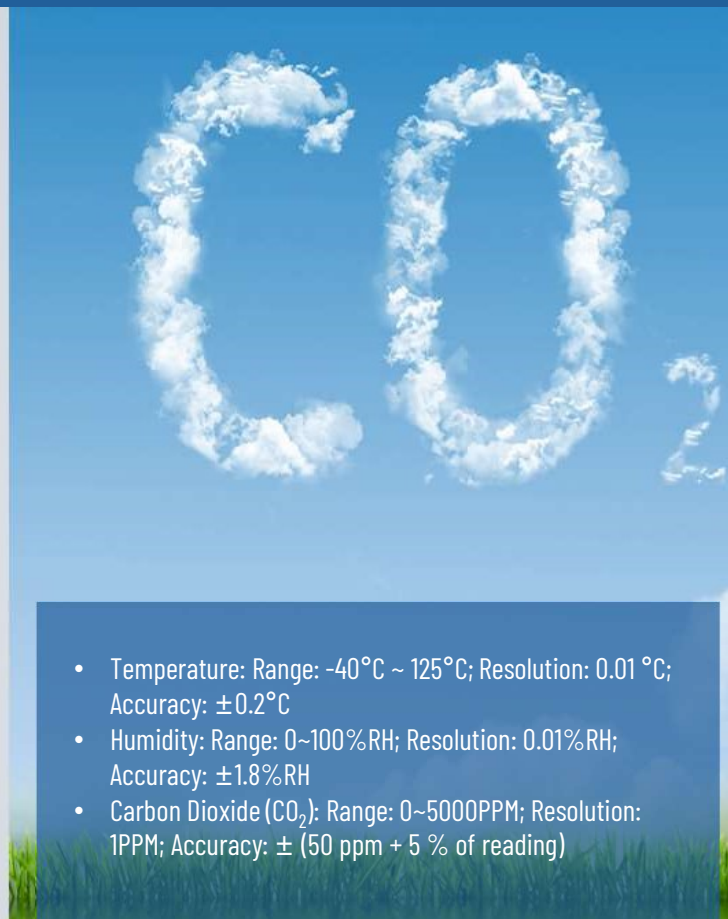 CO₂
• Temperature: Range: -40°C ~ 125°C; Resolution: 0.01 °C;
Accuracy: ±0.2°C
• Humidity: Range: 0~100%RH; Resolution: 0.01%RH;
Accuracy: ±1.8%RH
• Carbon Dioxide (CO₂): Range: 0~5000PPM; Resolution:
1PPM; Accuracy: ± (50 ppm + 5 % of reading)